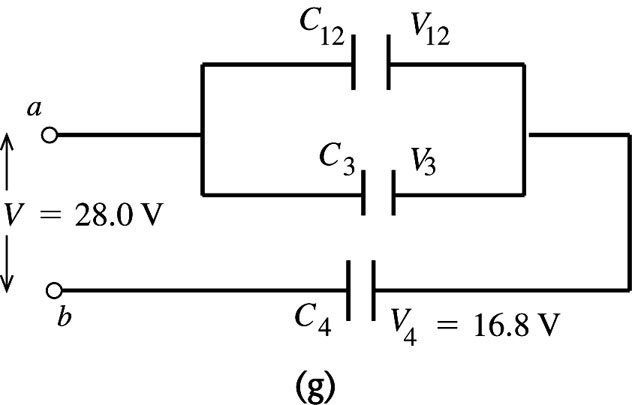 C12 V12
a
C3 V3
V = 28.0 V
b
C4 V4 = 16.8 V
(g)